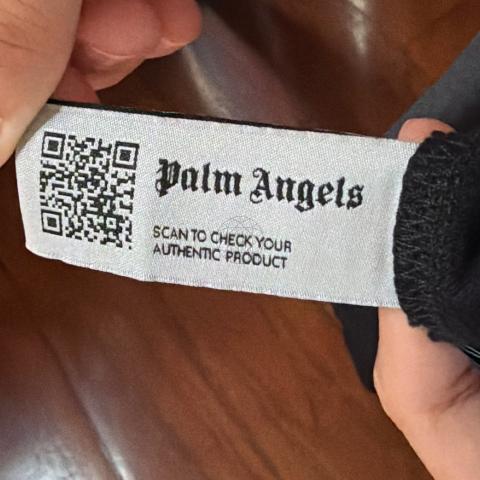 Palm Angels
SCAN TO CHECK YOUR
AUTHENTIC PRODUCT